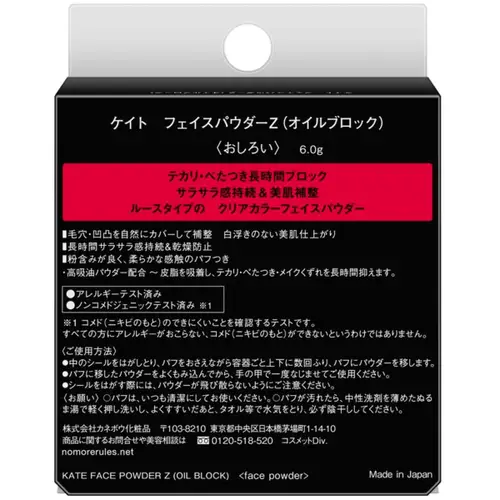 ケイト　フェイスパウダーZ(オイルブロック)
〈おしろい〉 6.0g
テカリ・べたつき長時間ブロック
サラサラ感持続&美肌補整
ルースタイプの　クリアカラーフェイスパウダー
■毛穴・凹凸を自然にカバーして補整　白浮きのない美肌仕上がり
■長時間サラサラ感持続&乾燥防止
■粉含みが良く、柔らかな感触のパフつき
・高吸油パウダー配合 ～ 皮脂を吸着し、テカリ・べたつき・メイクくずれを長時間抑えます。
●アレルギーテスト済み
●ノンコメドジェニックテスト済み ※1
※1 コメド(ニキビのもと)のできにくいことを確認するテストです。
すべての方にアレルギーがおこらない、コメド(ニキビのもと)ができないというわけではありません。
〈ご使用方法〉
●中のシールをはがしとり、パフをおさえながら容器ごと上下に数回ふり、パフにパウダーを移します。
●パフに移したパウダーをよくもみ込んでから、手の甲で一度なじませてご使用ください。
●シールをはがす際には、パウダーが飛び散らないようにご注意ください。
〈お願い〉 ○パフは、いつも清潔にしてお使いください。○パフが汚れたら、中性洗剤を薄めたぬる
ま湯で軽く押し洗いし、よくすすいだあと、タオル等で水気をとり、必ず陰干ししてください。
株式会社カネボウ化粧品　〒103-8210 東京都中央区日本橋茅場町1-14-10
商品に関するお問合せや美容相談は 0120-518-520 コスメットDiv.
nomorerules.net
Made in Japan
KATE FACE POWDER Z (OIL BLOCK) <face powder>